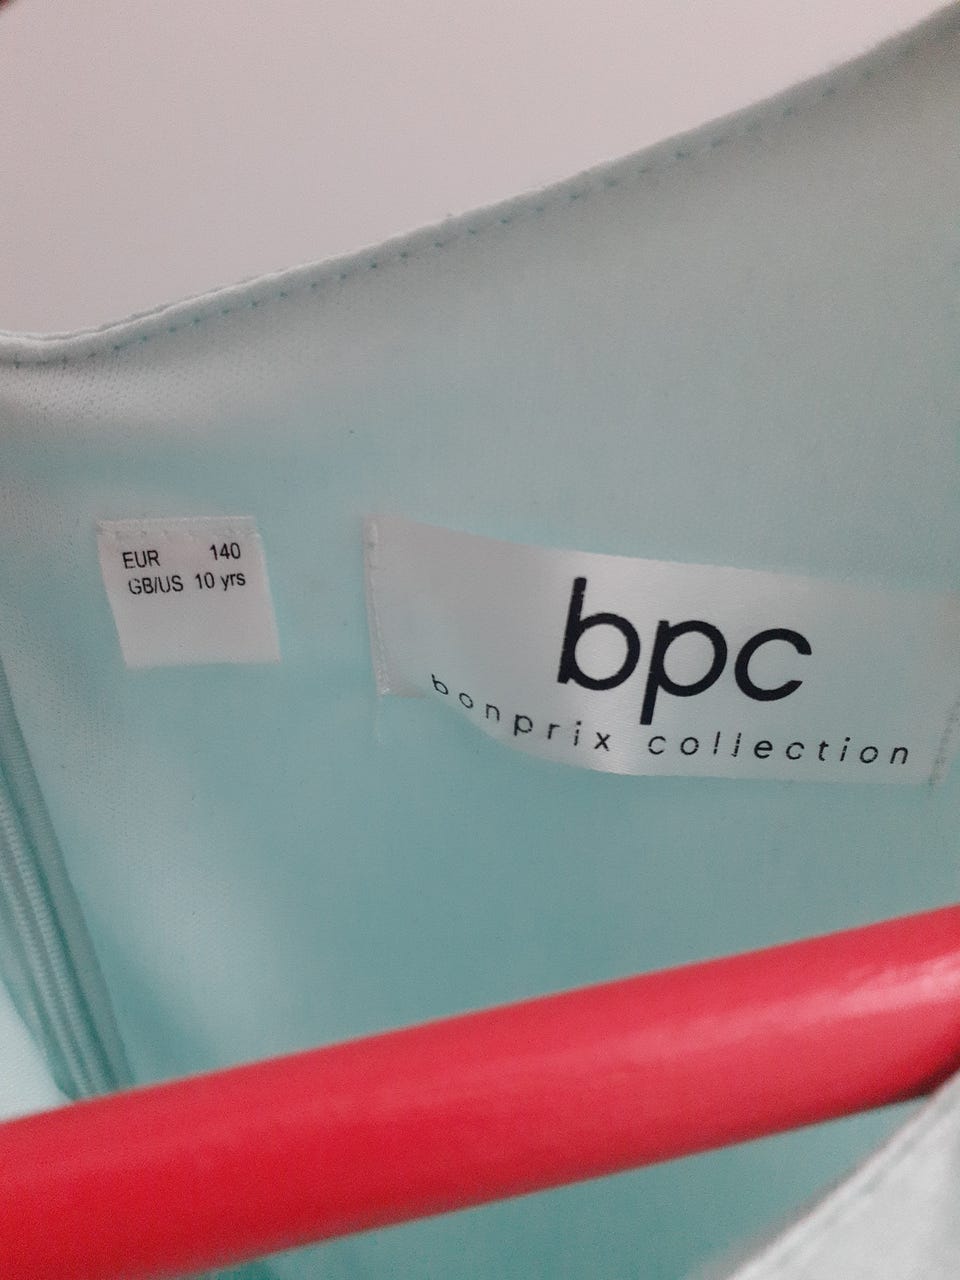 EUR 140
GB/US 10 yrs
bpc
bonprix collection